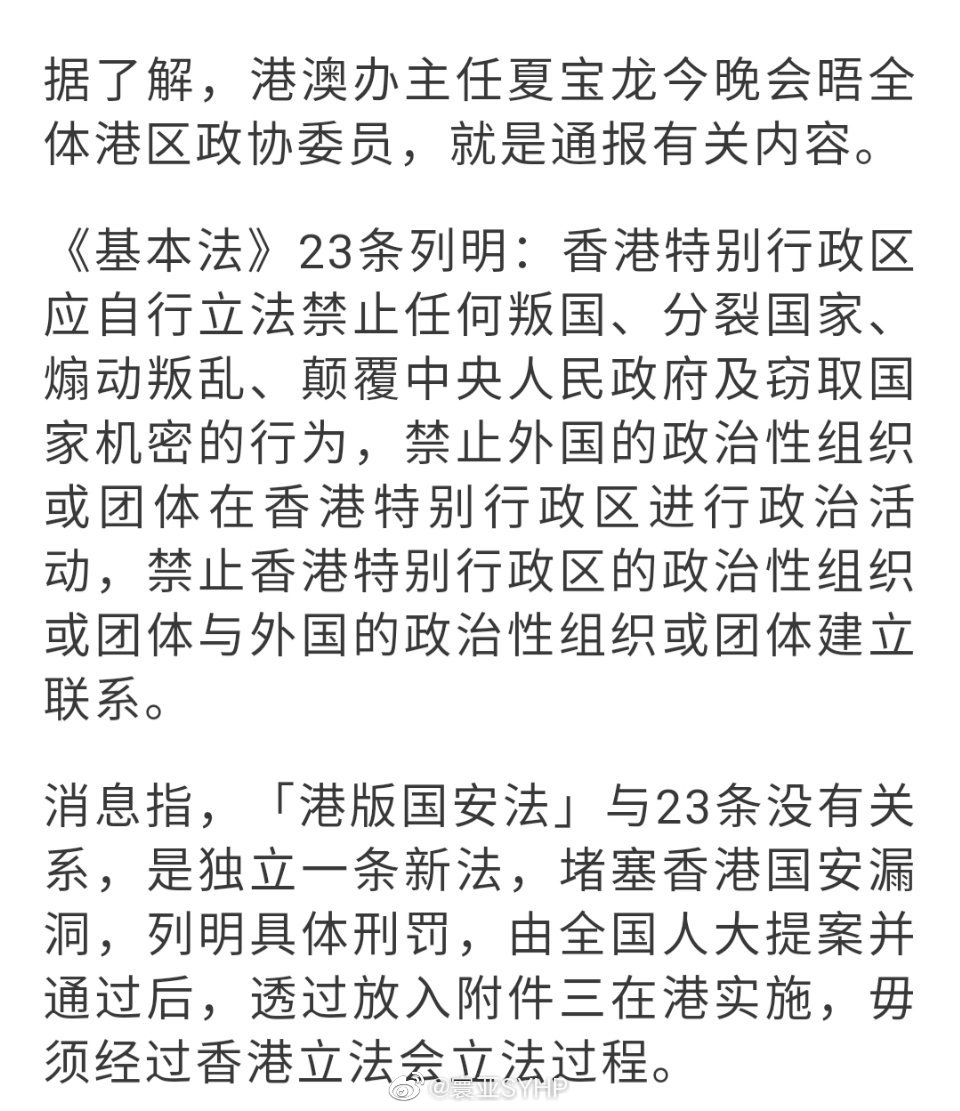 据了解，港澳办主任夏宝龙今晚会晤全
体港区政协委员，就是通报有关内容。
《基本法》23条列明：香港特别行政区
应自行立法禁止任何叛国、分裂国家、
煽动叛乱、颠覆中央人民政府及窃取国
家机密的行为，禁止外国的政治性组织
或团体在香港特别行政区进行政治活
动，禁止香港特别行政区的政治性组织
或团体与外国的政治性组织或团体建立
联系。
消息指，「港版国安法」与23条没有关
系，是独立一条新法，堵塞香港国安漏
洞，列明具体刑罚，由全国人大提案并
通过后，透过放入附件三在港实施，毋
须经过香港立法会立法过程。
@寰亚SYHP